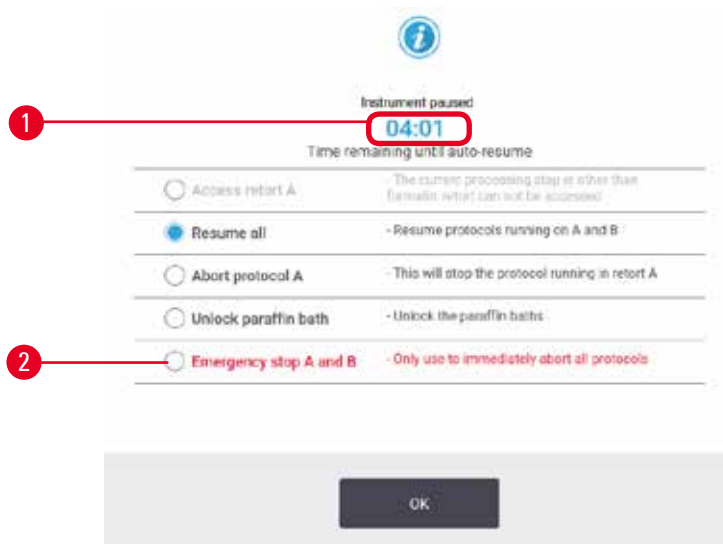 i
Instrument paused
1
04:01
Time remaining until auto-resume
Access retort A
- The current processing step is other than
formalin retort can not be accessed
Resume all
- Resume protocols running on A and B
Abort protocol A
- This will stop the protocol running in retort A
Unlock paraffin bath
- Unlock the paraffin baths
2
Emergency stop A and B
- Only use to immediately abort all protocols
OK